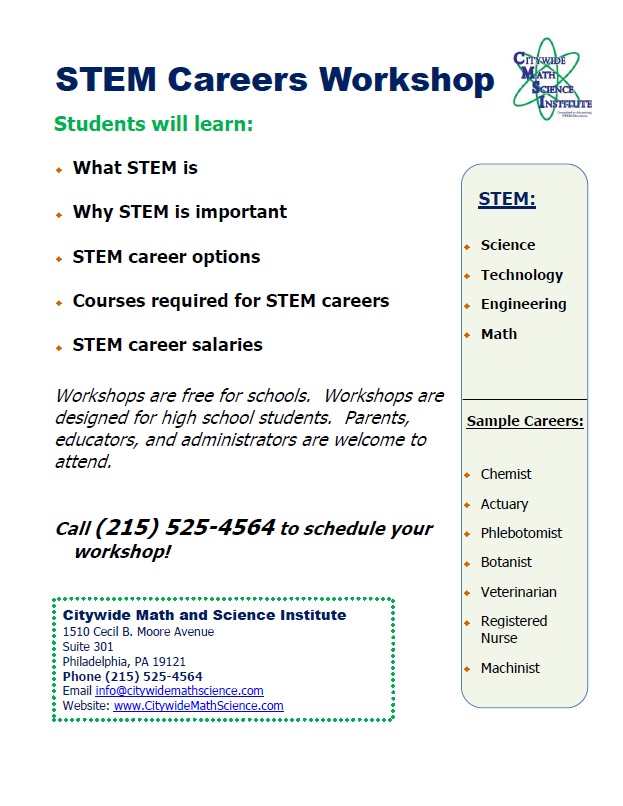 STEM Careers Workshop
CITYWIDE
MATH
SCIENCE
INSTITUTE
Students will learn:
What STEM is
Why STEM is important
STEM career options
Courses required for STEM careers
STEM career salaries
Workshops are free for schools.  Workshops are
designed for high school students.  Parents,
educators, and administrators are welcome to
attend.
Call (215) 525-4564 to schedule your
workshop!
Citywide Math and Science Institute
1510 Cecil B. Moore Avenue
Suite 301
Philadelphia, PA 19121
Phone (215) 525-4564
Email info@citywidemathscience.com
Website: www.CitywideMathScience.com
STEM:
Science
Technology
Engineering
Math
Sample Careers:
Chemist
Actuary
Phlebotomist
Botanist
Veterinarian
Registered
Nurse
Machinist